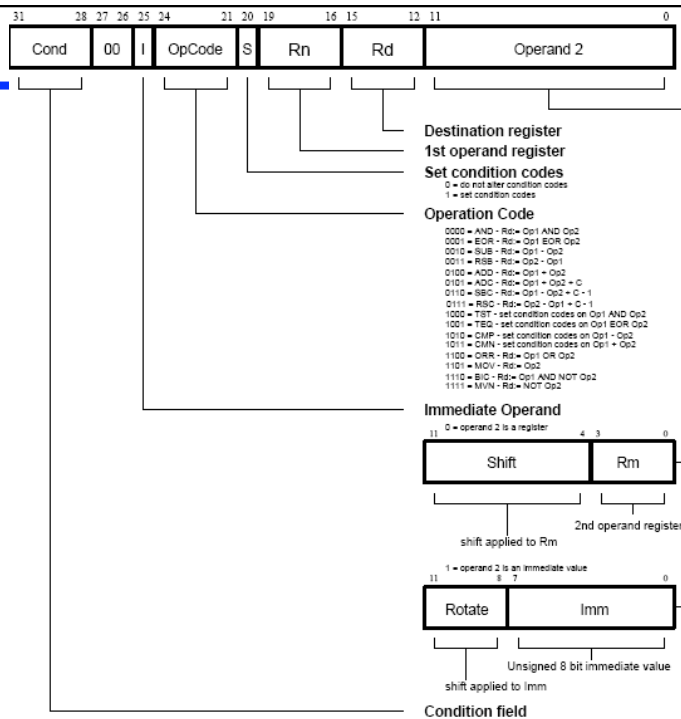 31 28 27 26 25 24 21 20 19 16 15 12 11 0
Cond 00 I OpCode S Rn Rd Operand 2
Destination register
1st operand register
Set condition codes
0 = do not alter condition codes
1 = set condition codes
Operation Code
0000 = AND - Rd:= Op1 AND Op2
0001 = EOR - Rd:= Op1 EOR Op2
0010 = SUB - Rd:= Op1 - Op2
0011 = RSB - Rd:= Op2 - Op1
0100 = ADD - Rd:= Op1 + Op2
0101 = ADC - Rd:= Op1 + Op2 + C
0110 = SBC - Rd:= Op1 - Op2 + C - 1
0111 = RSC - Rd:= Op2 - Op1 + C - 1
1000 = TST - set condition codes on Op1 AND Op2
1001 = TEQ - set condition codes on Op1 EOR Op2
1010 = CMP - set condition codes on Op1 - Op2
1011 = CMN - set condition codes on Op1 + Op2
1100 = ORR - Rd:= Op1 OR Op2
1101 = MOV - Rd:= Op2
1110 = BIC - Rd:= Op1 AND NOT Op2
1111 = MVN - Rd:= NOT Op2
Immediate Operand
0 = operand 2 is a register
11 4 3 0
Shift Rm
2nd operand register
shift applied to Rm
1 = operand 2 is an immediate value
11 8 7 0
Rotate Imm
Unsigned 8 bit immediate value
shift applied to Imm
Condition field